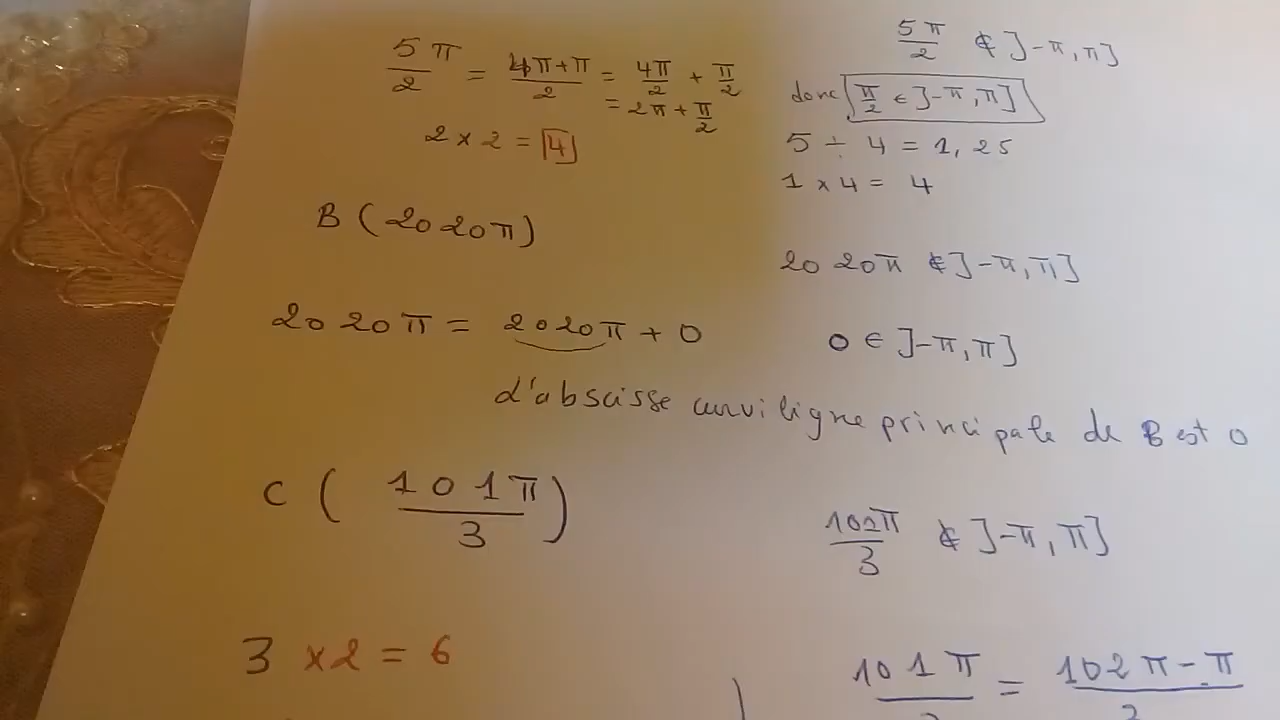 5π/2 = (4π+π)/2 = 4π/2 + π/2
= 2π + π/2
2 × 2 = 4
5π/2 ∉ ]-π, π]
donc π/2 ∈ ]-π, π]
5 ÷ 4 = 1,25
1 × 4 = 4
B (2020π)
2020π ∉ ]-π, π]
2020π = 2020π + 0
0 ∈ ]-π, π]
L'abscisse curviligne principale de B est 0
C (101π/3)
101π/3 ∉ ]-π, π]
3 × 2 = 6
101π/3 = (102π - π)/3